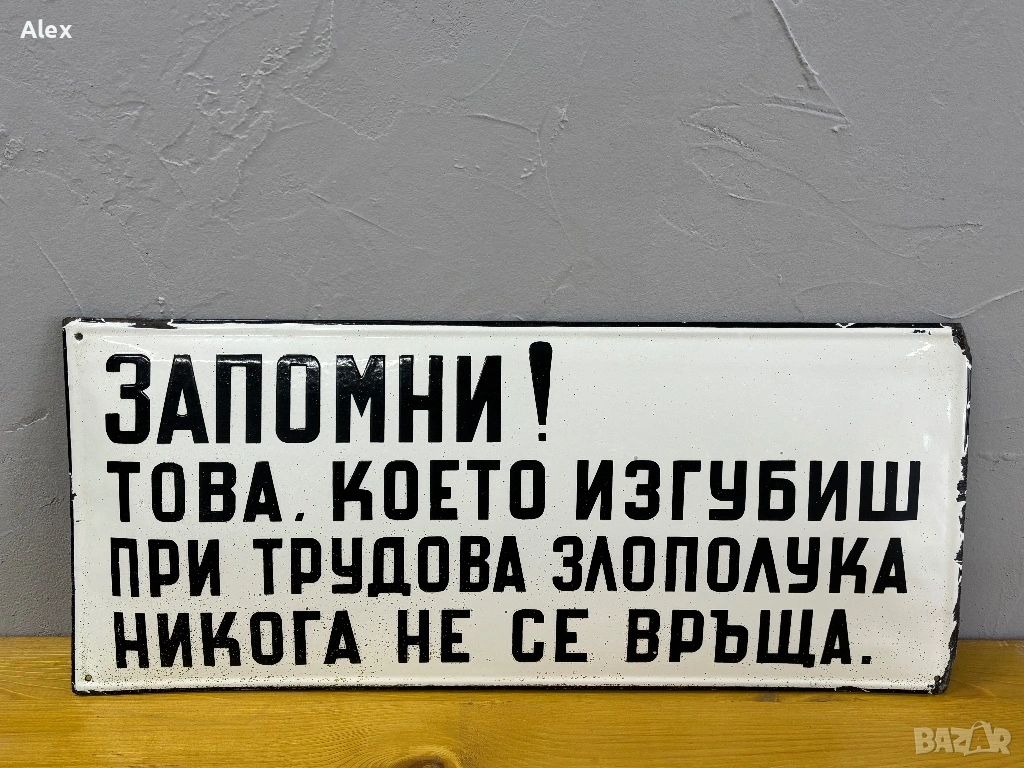 Alex
ЗАПОМНИ!
ТОВА, КОЕТО ИЗГУБИШ
ПРИ ТРУДОВА ЗЛОПОЛУКА
НИКОГА НЕ СЕ ВРЪЩА.
BAZAR